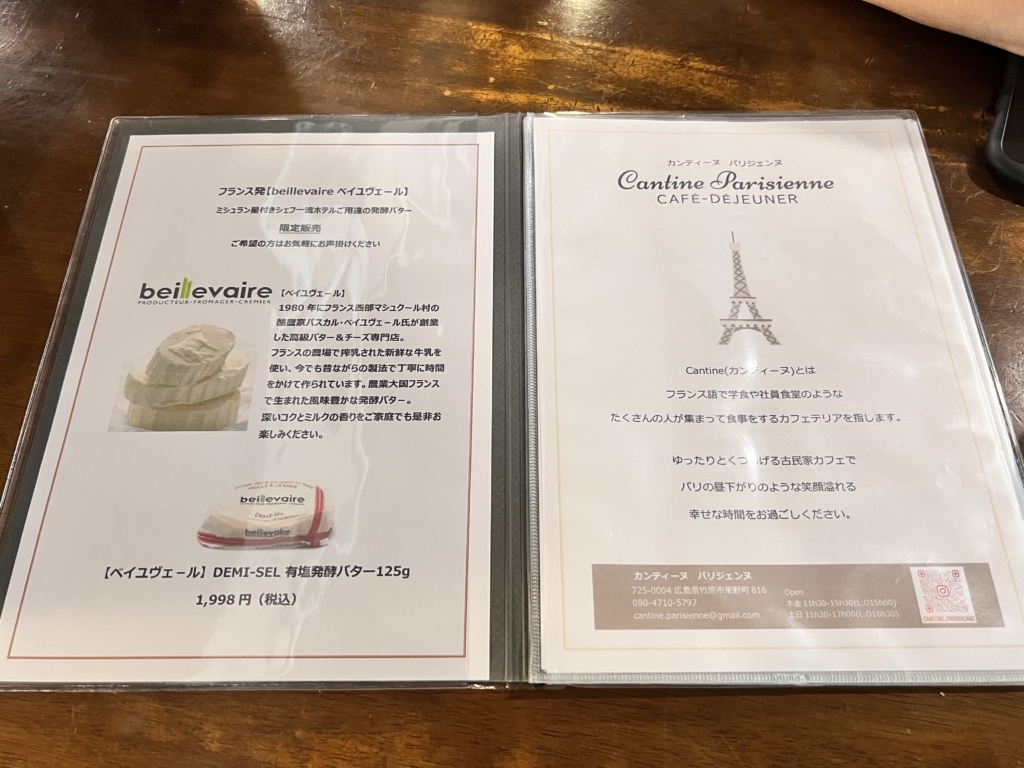 フランス発【beillevaire ベイユヴェール】
ミシュラン星付きシェフ一流ホテルご用達の発酵バター
限定販売
ご希望の方はお気軽にお声掛けください
beillevaire
PRODUCTEUR-FROMAGER-CRÉMIER
【ベイユヴェール】
1980 年にフランス西部マシュクール村の
酪農家パスカル・ベイユヴェール氏が創業
した高級バター＆チーズ専門店。
フランスの農場で搾乳された新鮮な牛乳を
使い、今でも昔ながらの製法で丁寧に時間
をかけて作られています。農業大国フランス
で生まれた風味豊かな発酵バター。
深いコクとミルクの香りをご家庭でも是非お
楽しみください。
beillevaire
DEMI-SEL
beillevaire
【ベイユヴェール】DEMI-SEL 有塩発酵バター125g
1,998 円（税込）
カンティーヌ パリジェンヌ
Cantine Parisienne
CAFÉ-DÉJEUNER
Cantine(カンティーヌ)とは
フランス語で学食や社員食堂のような
たくさんの人が集まって食事をするカフェテリアを指します。
ゆったりとくつろげる古民家カフェで
パリの昼下がりのような笑顔溢れる
幸せな時間をお過ごしください。
カンティーヌ パリジェンヌ
725-0004 広島県竹原市東野町 816
080-4710-5797
cantine.parisienne@gmail.com
Open
木金 11h30-15h30(L.O15h00)
土日 11h30-17h00(L.O16h30)
CANTINE_PARISIENNE